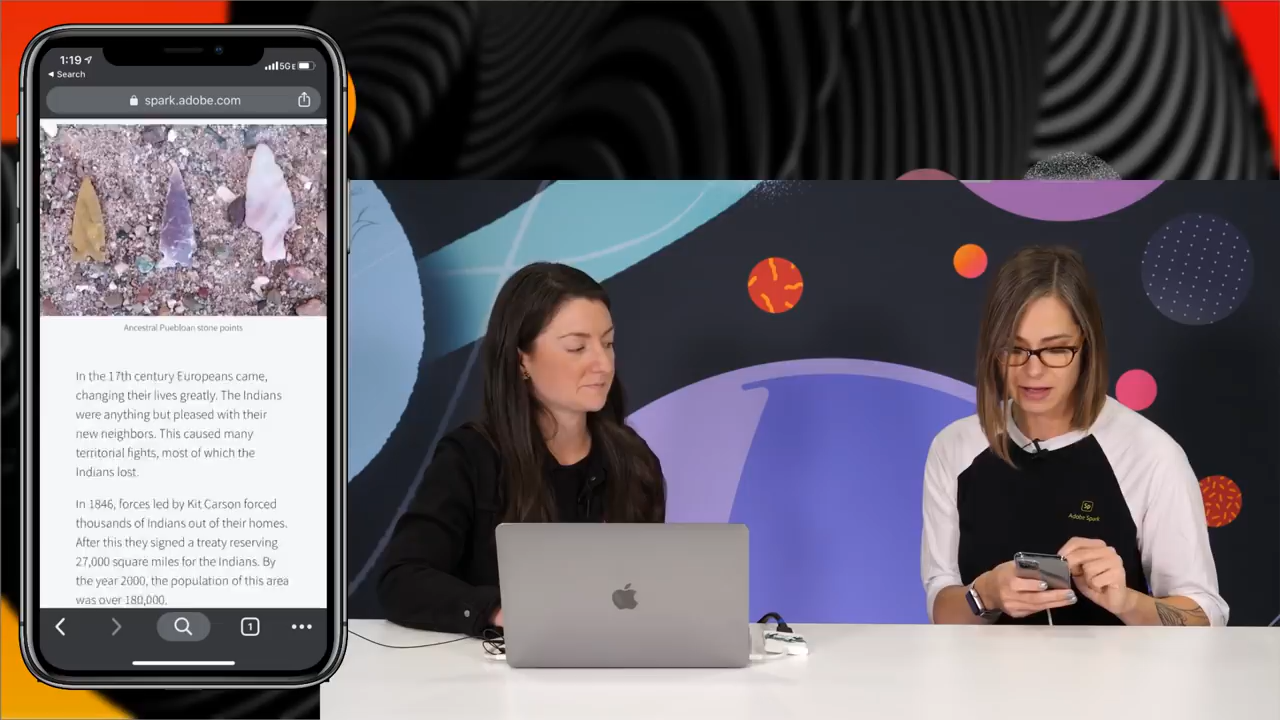 1:19
5GE
Search
spark.adobe.com
Ancestral Puebloan stone points
In the 17th century Europeans came,
changing their lives greatly. The Indians
were anything but pleased with their
new neighbors. This caused many
territorial fights, most of which the
Indians lost.
In 1846, forces led by Kit Carson forced
thousands of Indians out of their homes.
After this they signed a treaty reserving
27,000 square miles for the Indians. By
the year 2000, the population of this area
was over 180,000.
1
Sp
Adobe Spark